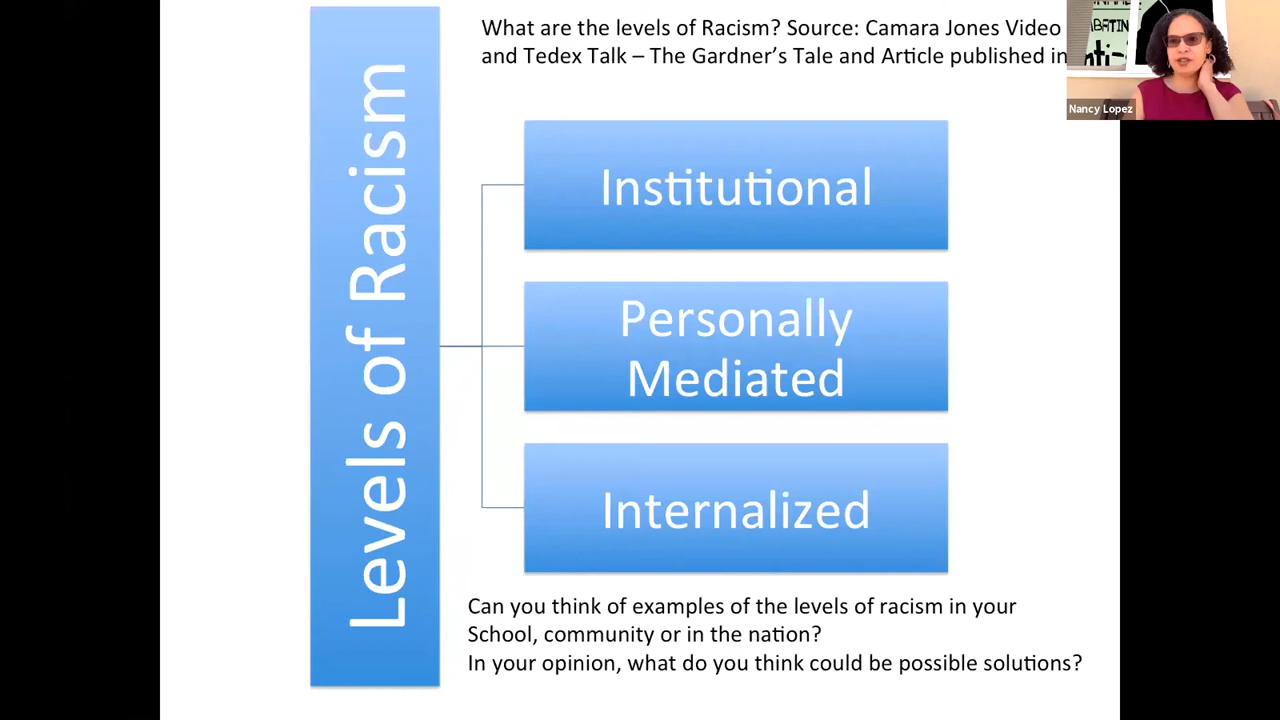 What are the levels of Racism? Source: Camara Jones Video
and Tedex Talk – The Gardner's Tale and Article published in
Nancy Lopez
Levels of Racism
Institutional
Personally
Mediated
Internalized
Can you think of examples of the levels of racism in your
School, community or in the nation?
In your opinion, what do you think could be possible solutions?